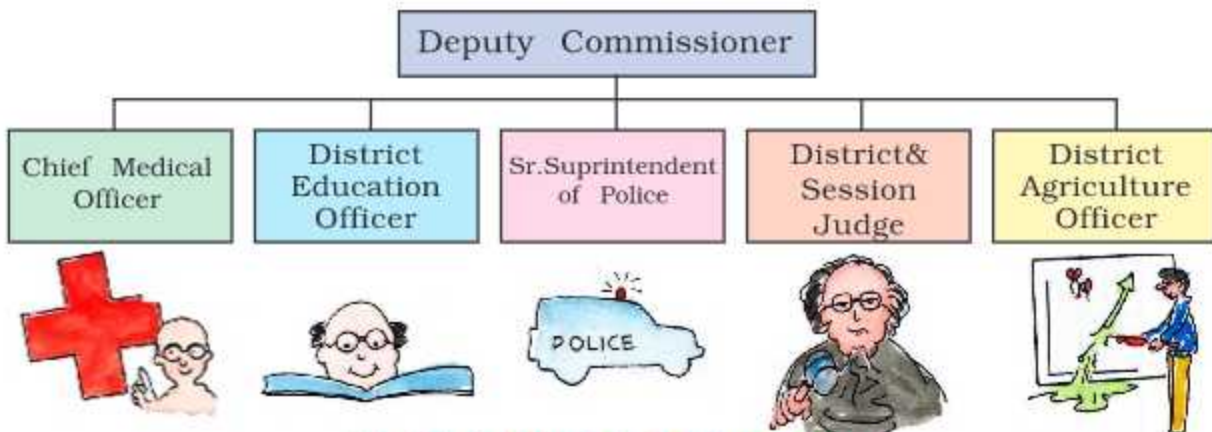 Deputy Commissioner
Chief Medical
Officer
District
Education
Officer
Sr.Suprintendent
of Police
District&
Session
Judge
District
Agriculture
Officer
POLICE